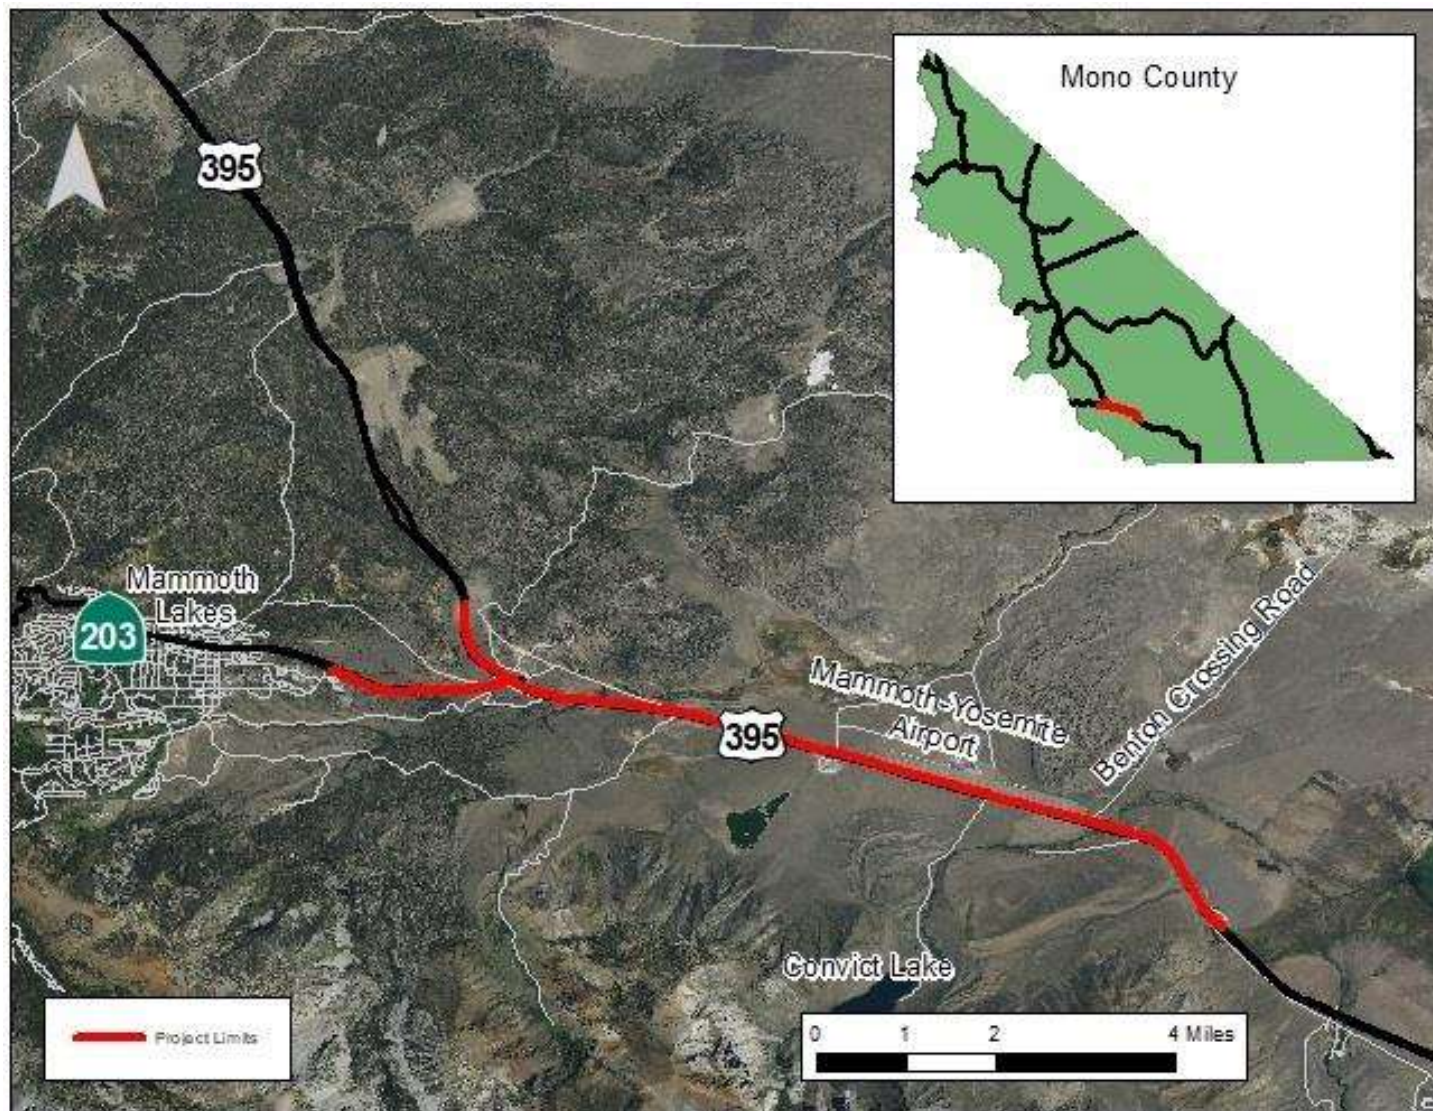 Mono County
N
395
Mammoth
Lakes
203
Mammoth-Yosemite
Airport
Benton Crossing Road
395
Convict Lake
Project Limits
0 1 2 4 Miles